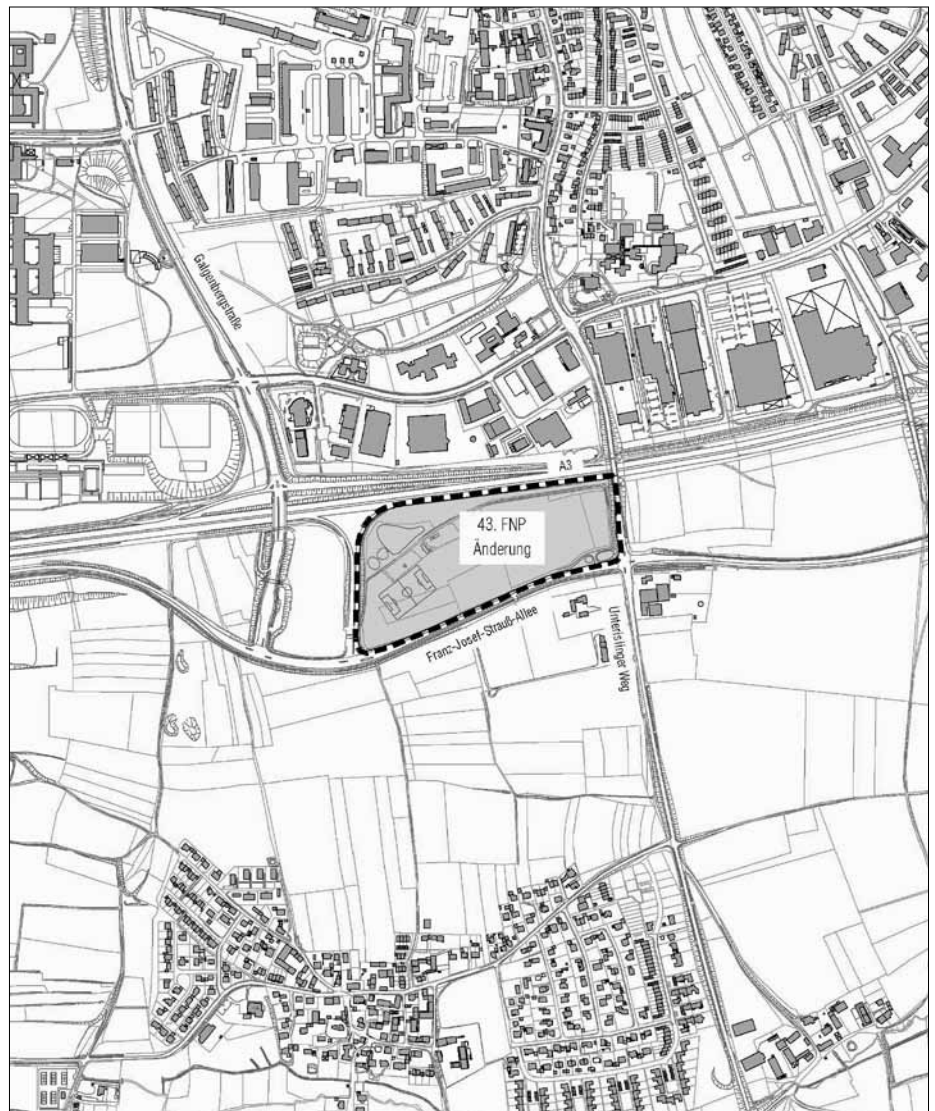 Galgenbergstraße
A3
43. FNP
Änderung
Franz-Josef-Strauß-Allee
Unterislinger Weg